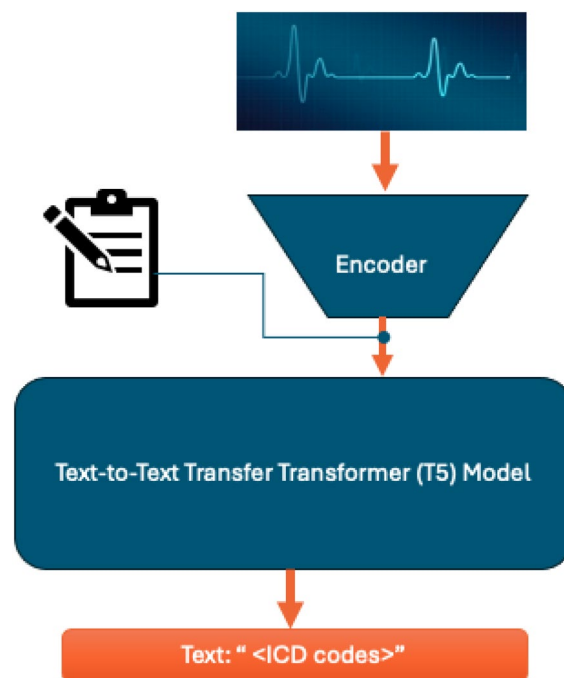 Encoder
Text-to-Text Transfer Transformer (T5) Model
Text: “ <ICD codes>”